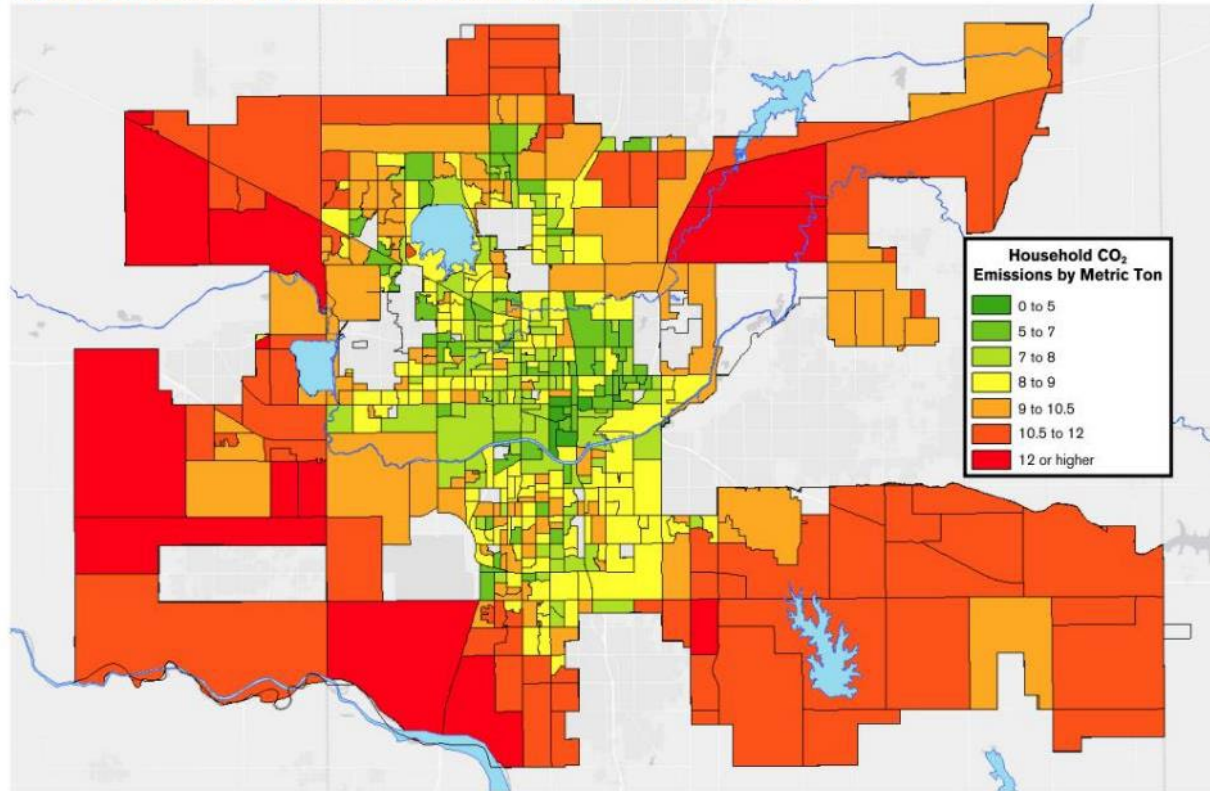 Household CO₂
Emissions by Metric Ton
0 to 5
5 to 7
7 to 8
8 to 9
9 to 10.5
10.5 to 12
12 or higher